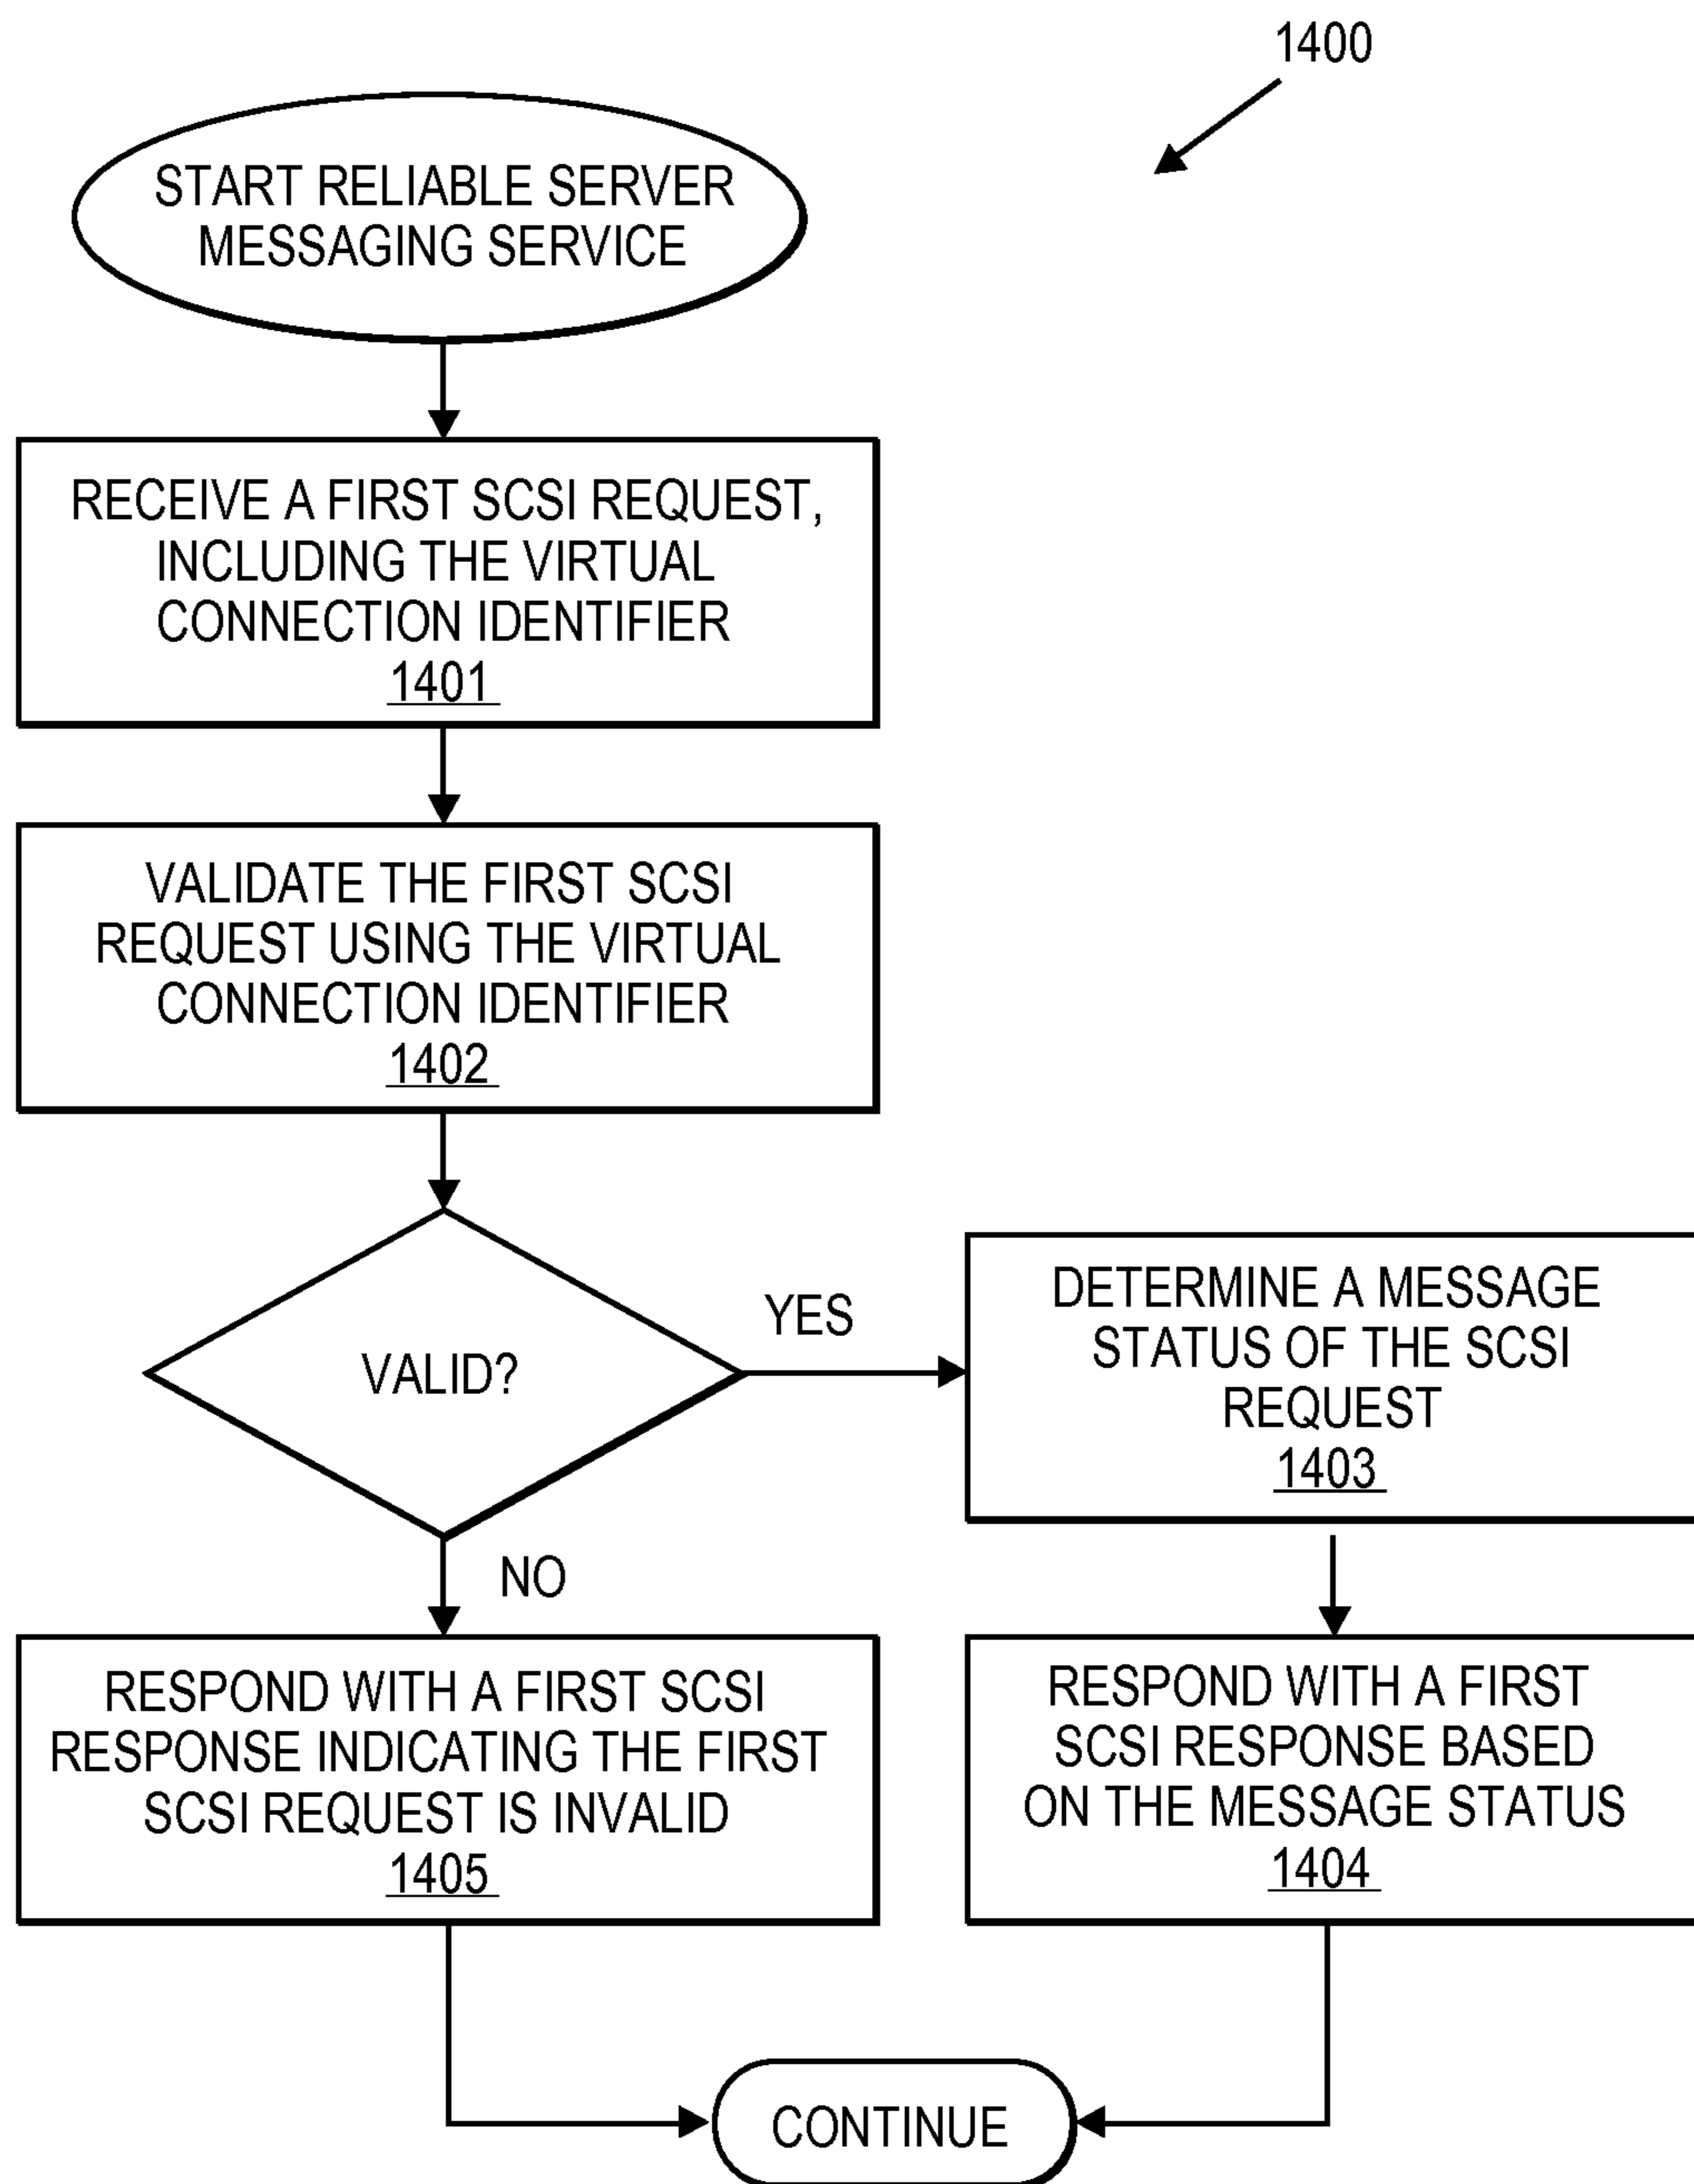 1400
START RELIABLE SERVER
MESSAGING SERVICE
RECEIVE A FIRST SCSI REQUEST,
INCLUDING THE VIRTUAL
CONNECTION IDENTIFIER
1401
VALIDATE THE FIRST SCSI
REQUEST USING THE VIRTUAL
CONNECTION IDENTIFIER
1402
VALID?
YES
DETERMINE A MESSAGE
STATUS OF THE SCSI
REQUEST
1403
NO
RESPOND WITH A FIRST SCSI
RESPONSE INDICATING THE FIRST
SCSI REQUEST IS INVALID
1405
RESPOND WITH A FIRST
SCSI RESPONSE BASED
ON THE MESSAGE STATUS
1404
CONTINUE